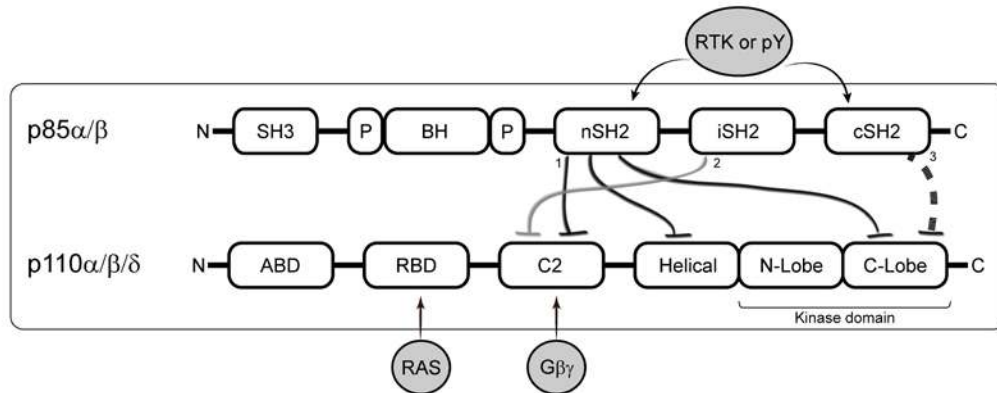 RTK or pY
p85α/β N SH3 P BH P nSH2 iSH2 cSH2 C
1 2 3
p110α/β/δ N ABD RBD C2 Helical N-Lobe C-Lobe C
Kinase domain
RAS Gβγ